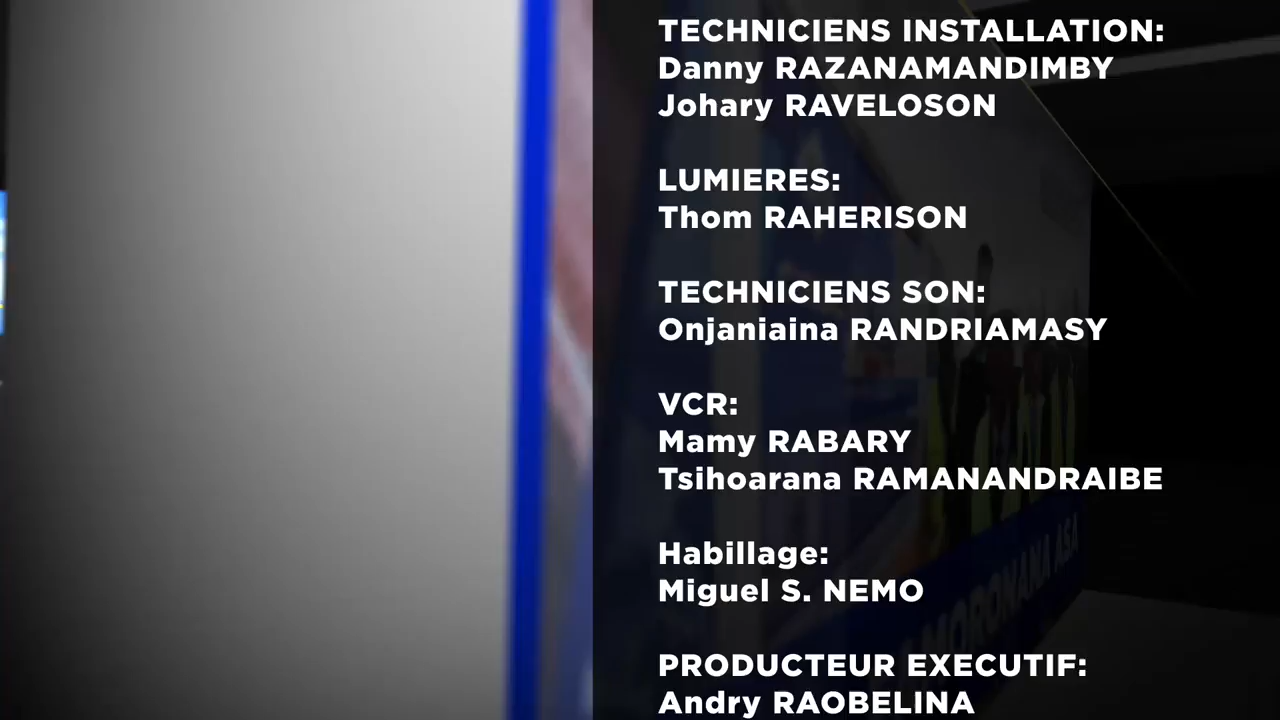 TECHNICIENS INSTALLATION:
Danny RAZANAMANDIMBY
Johary RAVELOSON
LUMIERES:
Thom RAHERISON
TECHNICIENS SON:
Onjaniaina RANDRIAMASY
VCR:
Mamy RABARY
Tsihoarana RAMANANDRAIBE
Habillage:
Miguel S. NEMO
PRODUCTEUR EXECUTIF:
Andry RAOBELINA